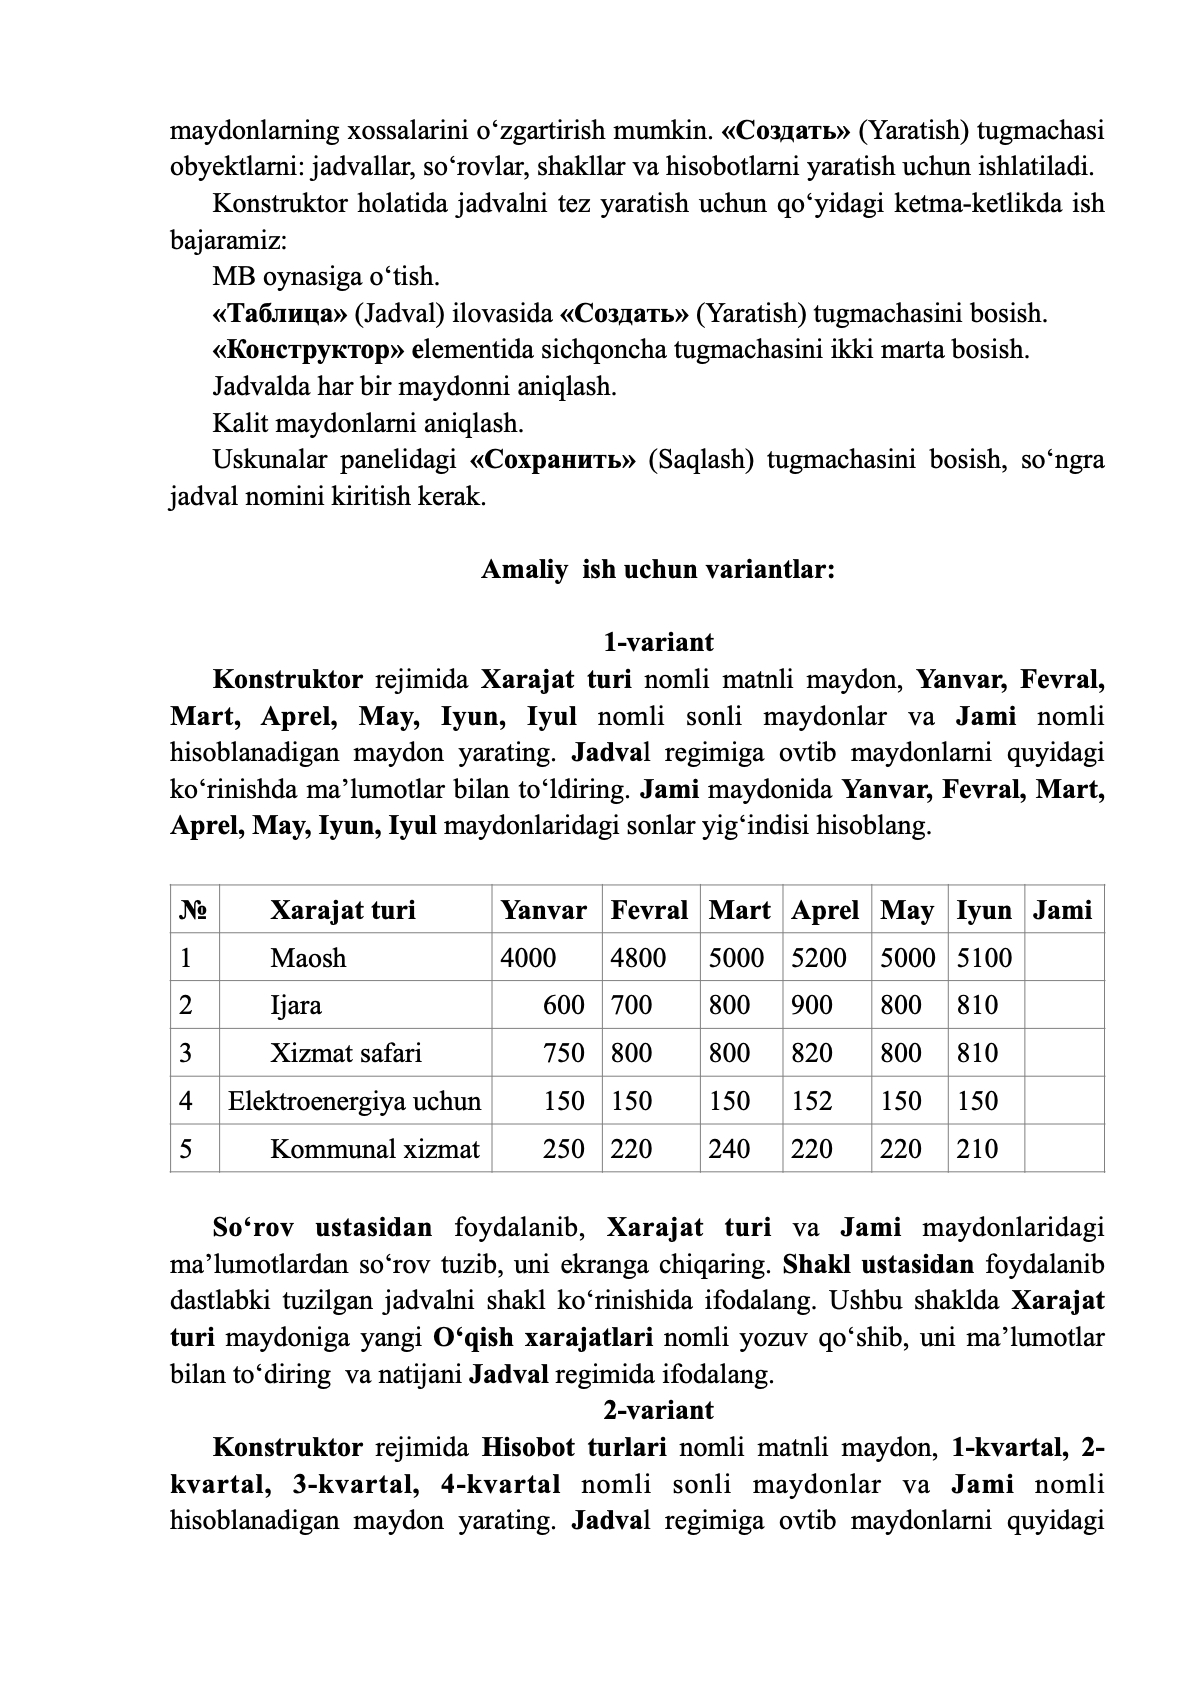 maydonlarning xossalarini o‘zgartirish mumkin. «Создать» (Yaratish) tugmachasi
obyektlarni: jadvallar, so‘rovlar, shakllar va hisobotlarni yaratish uchun ishlatiladi.
Konstruktor holatida jadvalni tez yaratish uchun qo‘yidagi ketma-ketlikda ish
bajaramiz:
MB oynasiga o‘tish.
«Таблица» (Jadval) ilovasida «Создать» (Yaratish) tugmachasini bosish.
«Конструктор» elementida sichqoncha tugmachasini ikki marta bosish.
Jadvalda har bir maydonni aniqlash.
Kalit maydonlarni aniqlash.
Uskunalar panelidagi «Сохранить» (Saqlash) tugmachasini bosish, so‘ngra
jadval nomini kiritish kerak.
Amaliy ish uchun variantlar:
1-variant
Konstruktor rejimida Xarajat turi nomli matnli maydon, Yanvar, Fevral,
Mart, Aprel, May, Iyun, Iyul nomli sonli maydonlar va Jami nomli
hisoblanadigan maydon yarating. Jadval regimiga ovtib maydonlarni quyidagi
ko‘rinishda ma’lumotlar bilan to‘ldiring. Jami maydonida Yanvar, Fevral, Mart,
Aprel, May, Iyun, Iyul maydonlaridagi sonlar yig‘indisi hisoblang.
№ Xarajat turi Yanvar Fevral Mart Aprel May Iyun Jami
1 Maosh 4000 4800 5000 5200 5000 5100
2 Ijara 600 700 800 900 800 810
3 Xizmat safari 750 800 800 820 800 810
4 Elektroenergiya uchun 150 150 150 152 150 150
5 Kommunal xizmat 250 220 240 220 220 210
So‘rov ustasidan foydalanib, Xarajat turi va Jami maydonlaridagi
ma’lumotlardan so‘rov tuzib, uni ekranga chiqaring. Shakl ustasidan foydalanib
dastlabki tuzilgan jadvalni shakl ko‘rinishida ifodalang. Ushbu shaklda Xarajat
turi maydoniga yangi O‘qish xarajatlari nomli yozuv qo‘shib, uni ma’lumotlar
bilan to‘diring va natijani Jadval regimida ifodalang.
2-variant
Konstruktor rejimida Hisobot turlari nomli matnli maydon, 1-kvartal, 2-
kvartal, 3-kvartal, 4-kvartal nomli sonli maydonlar va Jami nomli
hisoblanadigan maydon yarating. Jadval regimiga ovtib maydonlarni quyidagi